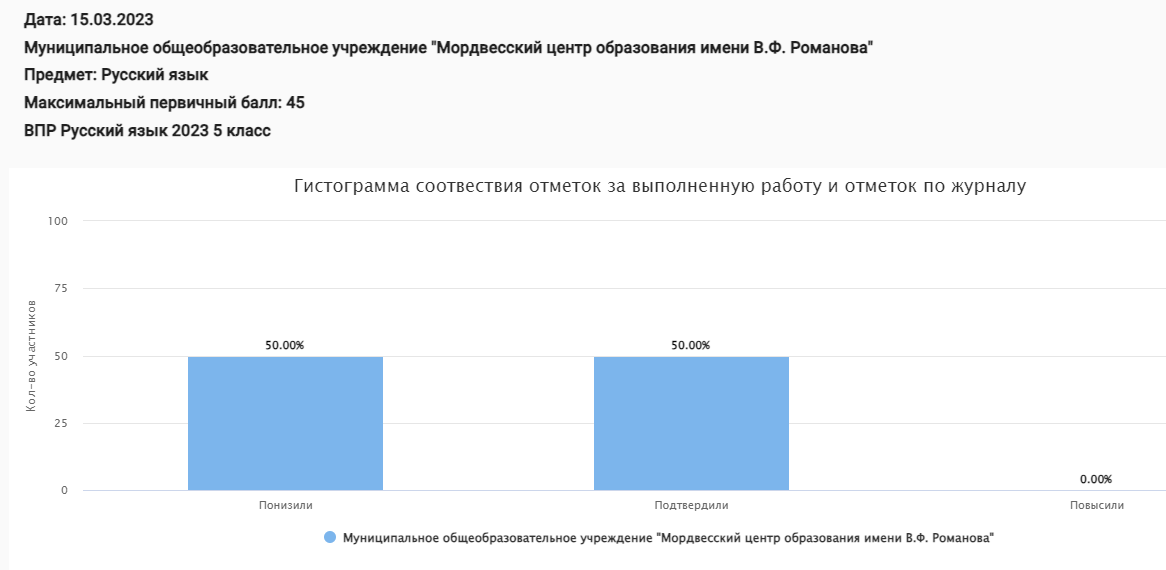 Дата: 15.03.2023
Муниципальное общеобразовательное учреждение "Мордвесский центр образования имени В.Ф. Романова"
Предмет: Русский язык
Максимальный первичный балл: 45
ВПР Русский язык 2023 5 класс
Гистограмма соотвествия отметок за выполненную работу и отметок по журналу
Кол-во участников
100
75
50
25
0
50.00%
50.00%
0.00%
Понизили
Подтвердили
Повысили
Муниципальное общеобразовательное учреждение "Мордвесский центр образования имени В.Ф. Романова"